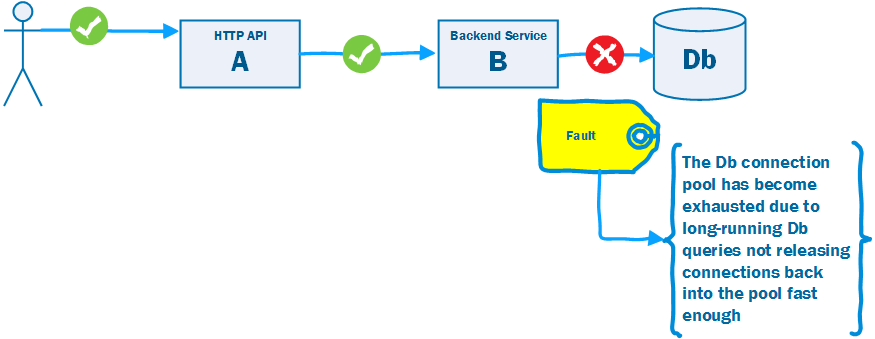 HTTP API
A
Backend Service
B
Db
Fault
The Db connection
pool has become
exhausted due to
long-running Db
queries not releasing
connections back
into the pool fast
enough